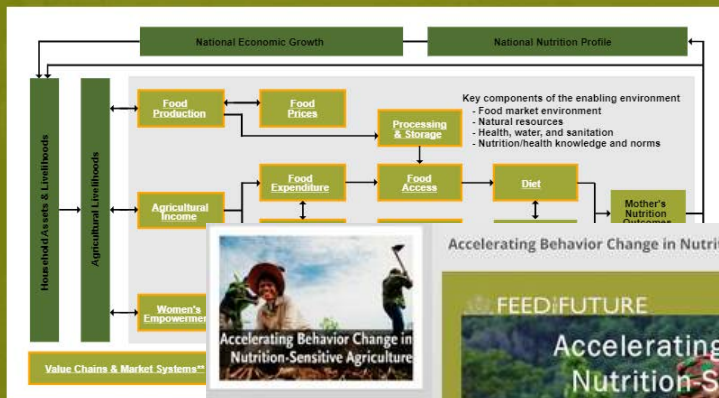 National Economic Growth
National Nutrition Profile
Household Assets & Livelihoods
Agricultural Livelihoods
Food
Production
Food
Prices
Processing
& Storage
Key components of the enabling environment
- Food market environment
- Natural resources
- Health, water, and sanitation
- Nutrition/health knowledge and norms
Food
Expenditure
Food
Access
Diet
Agricultural
Income
Mother's
Nutrition
Outcomes
Women's
Empowerment
Value Chains & Market Systems**
Accelerating Behavior Change in
Nutrition-Sensitive Agriculture
Accelerating Behavior Change in Nutri
FEED THE FUTURE
Accelerating
Nutrition-S